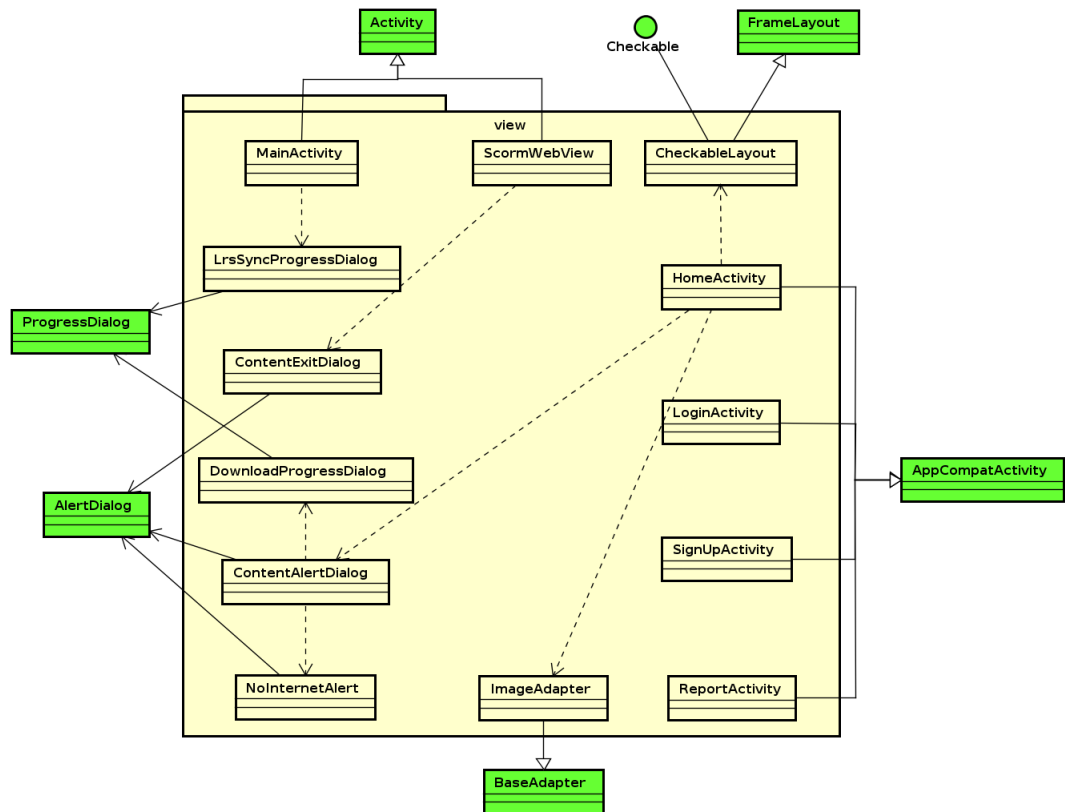 Activity
FrameLayout
Checkable
view
MainActivity
ScormWebView
CheckableLayout
LrsSyncProgressDialog
HomeActivity
ProgressDialog
ContentExitDialog
LoginActivity
DownloadProgressDialog
AppCompatActivity
AlertDialog
SignUpActivity
ContentAlertDialog
NoInternetAlert
ImageAdapter
ReportActivity
BaseAdapter